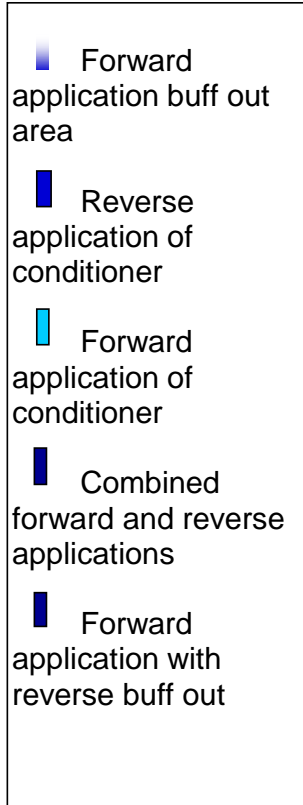 Forward
application buff out
area
Reverse
application of
conditioner
Forward
application of
conditioner
Combined
forward and reverse
applications
Forward
application with
reverse buff out